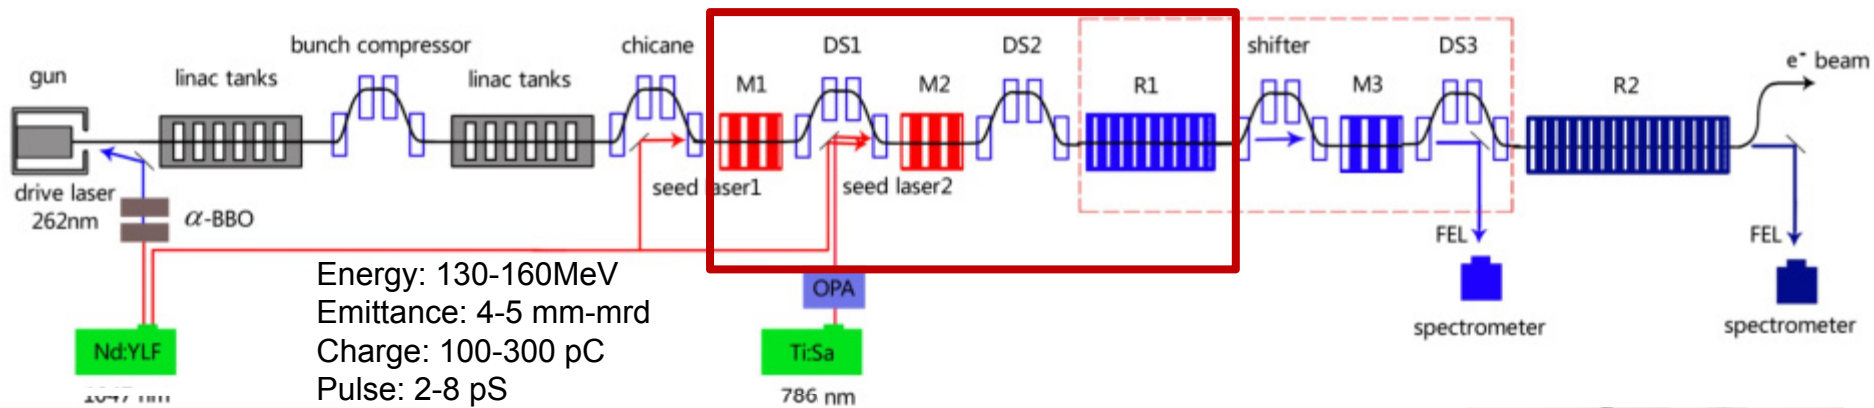 gun
linac tanks
bunch compressor
linac tanks
chicane
M1
DS1
M2
DS2
R1
shifter
M3
DS3
R2
e⁻ beam
drive laser
262nm
α-BBO
seed laser1
seed laser2
FEL
FEL
Energy: 130-160MeV
Emittance: 4-5 mm-mrd
Charge: 100-300 pC
Pulse: 2-8 pS
OPA
spectrometer
spectrometer
Nd:YLF
Ti:Sa
786 nm